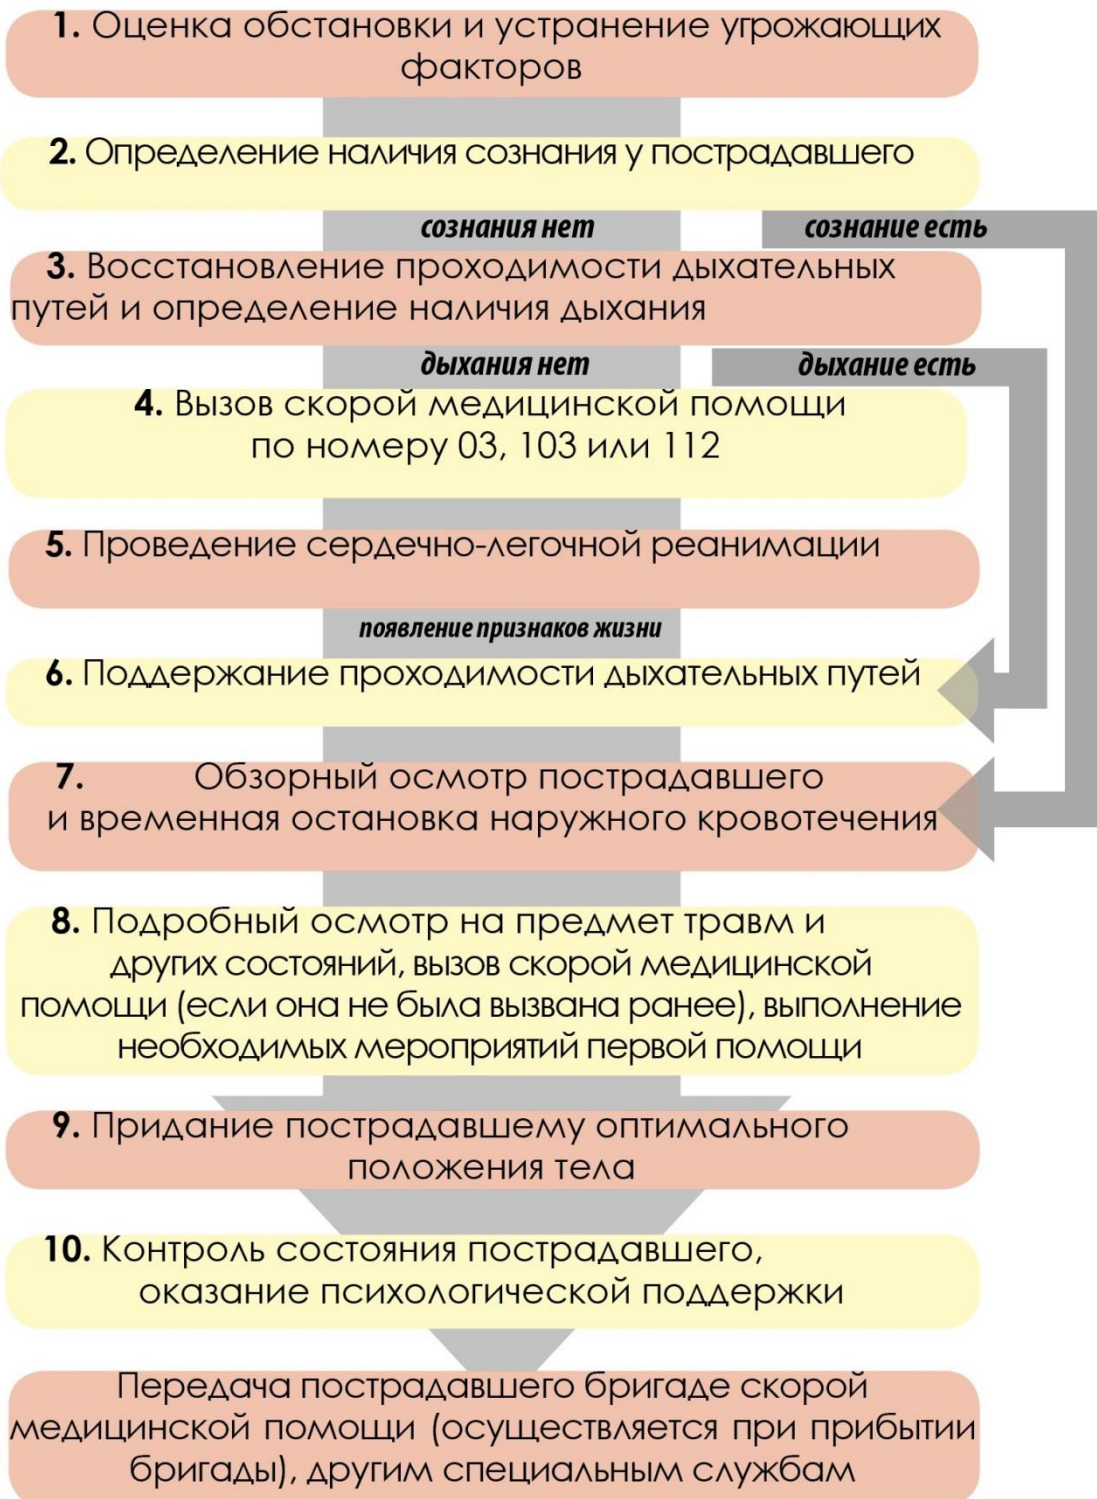 1. Оценка обстановки и устранение угрожающих
факторов
2. Определение наличия сознания у пострадавшего
сознания нет
сознание есть
3. Восстановление проходимости дыхательных
путей и определение наличия дыхания
дыхания нет
дыхание есть
4. Вызов скорой медицинской помощи
по номеру 03, 103 или 112
5. Проведение сердечно-легочной реанимации
появление признаков жизни
6. Поддержание проходимости дыхательных путей
7. Обзорный осмотр пострадавшего
и временная остановка наружного кровотечения
8. Подробный осмотр на предмет травм и
других состояний, вызов скорой медицинской
помощи (если она не была вызвана ранее), выполнение
необходимых мероприятий первой помощи
9. Придание пострадавшему оптимального
положения тела
10. Контроль состояния пострадавшего,
оказание психологической поддержки
Передача пострадавшего бригаде скорой
медицинской помощи (осуществляется при прибытии
бригады), другим специальным службам